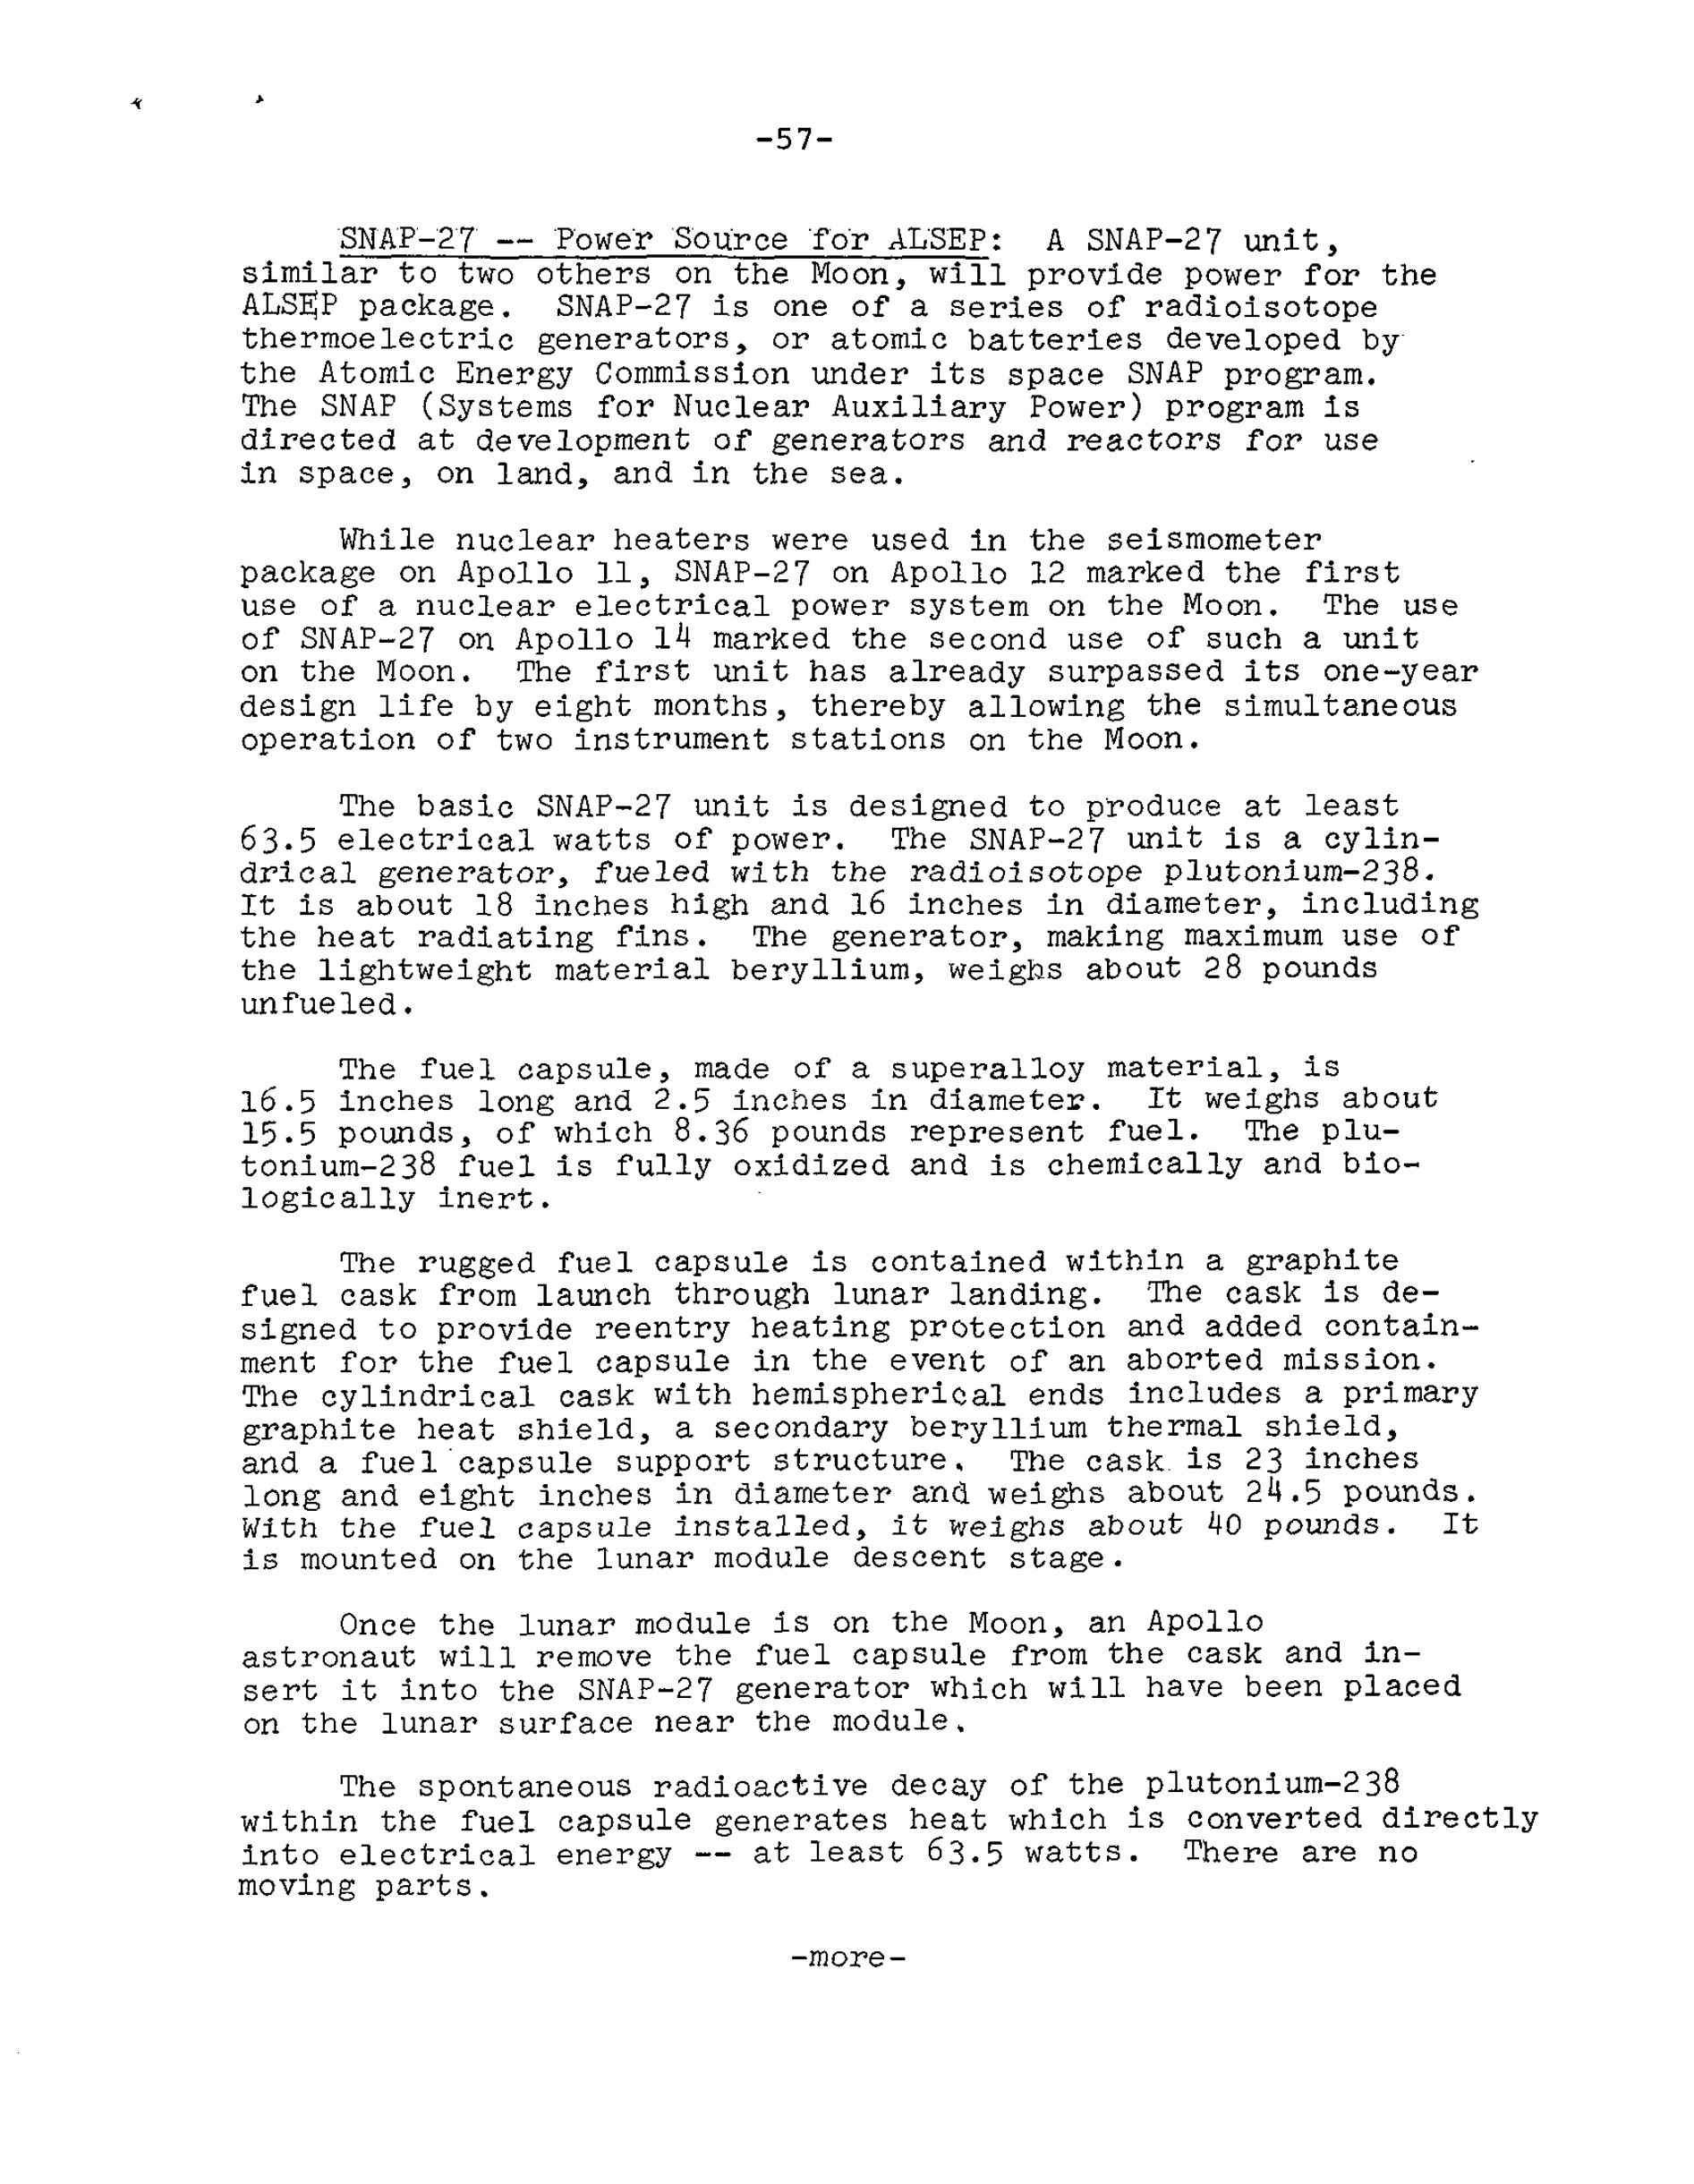 -57-
SNAP-27 -- Power Source for ALSEP: A SNAP-27 unit,
similar to two others on the Moon, will provide power for the
ALSEP package. SNAP-27 is one of a series of radioisotope
thermoelectric generators, or atomic batteries developed by
the Atomic Energy Commission under its space SNAP program.
The SNAP (Systems for Nuclear Auxiliary Power) program is
directed at development of generators and reactors for use
in space, on land, and in the sea.
While nuclear heaters were used in the seismometer
package on Apollo 11, SNAP-27 on Apollo 12 marked the first
use of a nuclear electrical power system on the Moon. The use
of SNAP-27 on Apollo 14 marked the second use of such a unit
on the Moon. The first unit has already surpassed its one-year
design life by eight months, thereby allowing the simultaneous
operation of two instrument stations on the Moon.
The basic SNAP-27 unit is designed to produce at least
63.5 electrical watts of power. The SNAP-27 unit is a cylin-
drical generator, fueled with the radioisotope plutonium-238.
It is about 18 inches high and 16 inches in diameter, including
the heat radiating fins. The generator, making maximum use of
the lightweight material beryllium, weighs about 28 pounds
unfueled.
The fuel capsule, made of a superalloy material, is
16.5 inches long and 2.5 inches in diameter. It weighs about
15.5 pounds, of which 8.36 pounds represent fuel. The plu-
tonium-238 fuel is fully oxidized and is chemically and bio-
logically inert.
The rugged fuel capsule is contained within a graphite
fuel cask from launch through lunar landing. The cask is de-
signed to provide reentry heating protection and added contain-
ment for the fuel capsule in the event of an aborted mission.
The cylindrical cask with hemispherical ends includes a primary
graphite heat shield, a secondary beryllium thermal shield,
and a fuel capsule support structure. The cask is 23 inches
long and eight inches in diameter and weighs about 24.5 pounds.
With the fuel capsule installed, it weighs about 40 pounds. It
is mounted on the lunar module descent stage.
Once the lunar module is on the Moon, an Apollo
astronaut will remove the fuel capsule from the cask and in-
sert it into the SNAP-27 generator which will have been placed
on the lunar surface near the module.
The spontaneous radioactive decay of the plutonium-238
within the fuel capsule generates heat which is converted directly
into electrical energy -- at least 63.5 watts. There are no
moving parts.
-more-